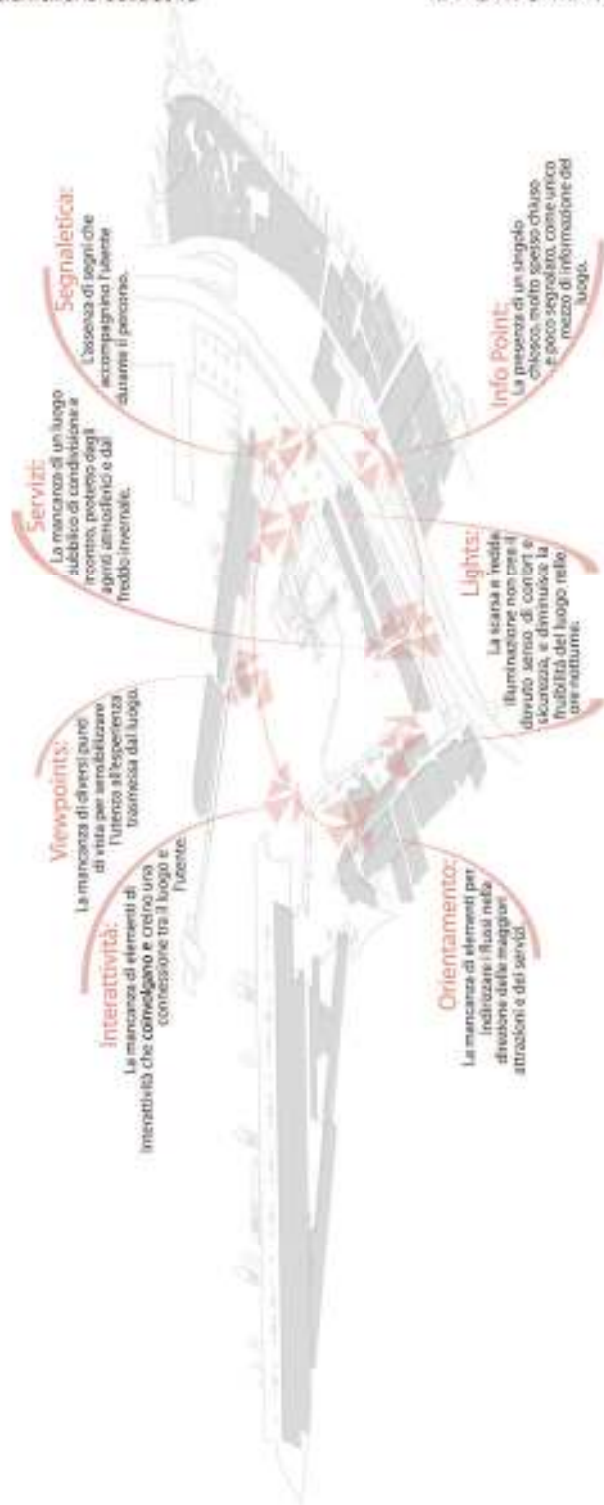 Interattività:
La mancanza di elementi di
interattività che coinvolgano e creino una
connessione tra il luogo e
l'utente.
Viewpoints:
La mancanza di diversi punti
di vista per sensibilizzare
l'utenza all'esperienza
trasmessa dal luogo.
Servizi:
La mancanza di un luogo
pubblico di condivisione e
incontro, protetto dagli
agenti atmosferici e dal
freddo invernale.
Segnaletica:
L'assenza di segni che
accompagnino l'utente
durante il percorso.
Orientamento:
La mancanza di elementi per
indirizzare i flussi nella
direzione delle maggiori
attrazioni e dei servizi.
Lights:
La scarsa e fredda
illuminazione non crea il
dovuto senso di confort e
sicurezza, e diminuisce la
fruibilità del luogo nelle
ore notturne.
Info Point:
La presenza di un singolo
chiosco, molto spesso chiuso
e poco segnalato, come unico
mezzo di informazione del
luogo.